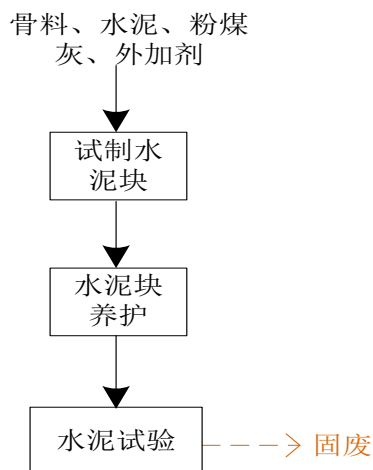 骨料、水泥、粉煤
灰、外加剂
试制水
泥块
水泥块
养护
水泥试验
固废